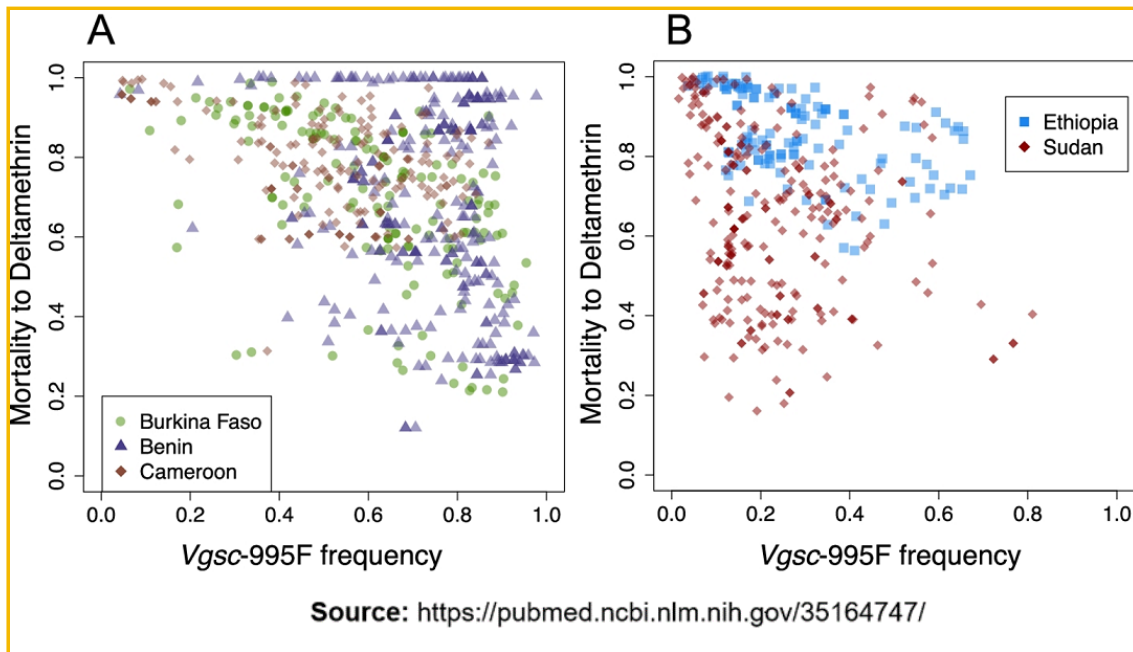 A
B
Mortality to Deltamethrin
0.0 0.2 0.4 0.6 0.8 1.0
Burkina Faso
Benin
Cameroon
0.0 0.2 0.4 0.6 0.8 1.0
Vgsc-995F frequency
Mortality to Deltamethrin
0.0 0.2 0.4 0.6 0.8 1.0
Ethiopia
Sudan
0.0 0.2 0.4 0.6 0.8 1.0
Vgsc-995F frequency
Source: https://pubmed.ncbi.nlm.nih.gov/35164747/